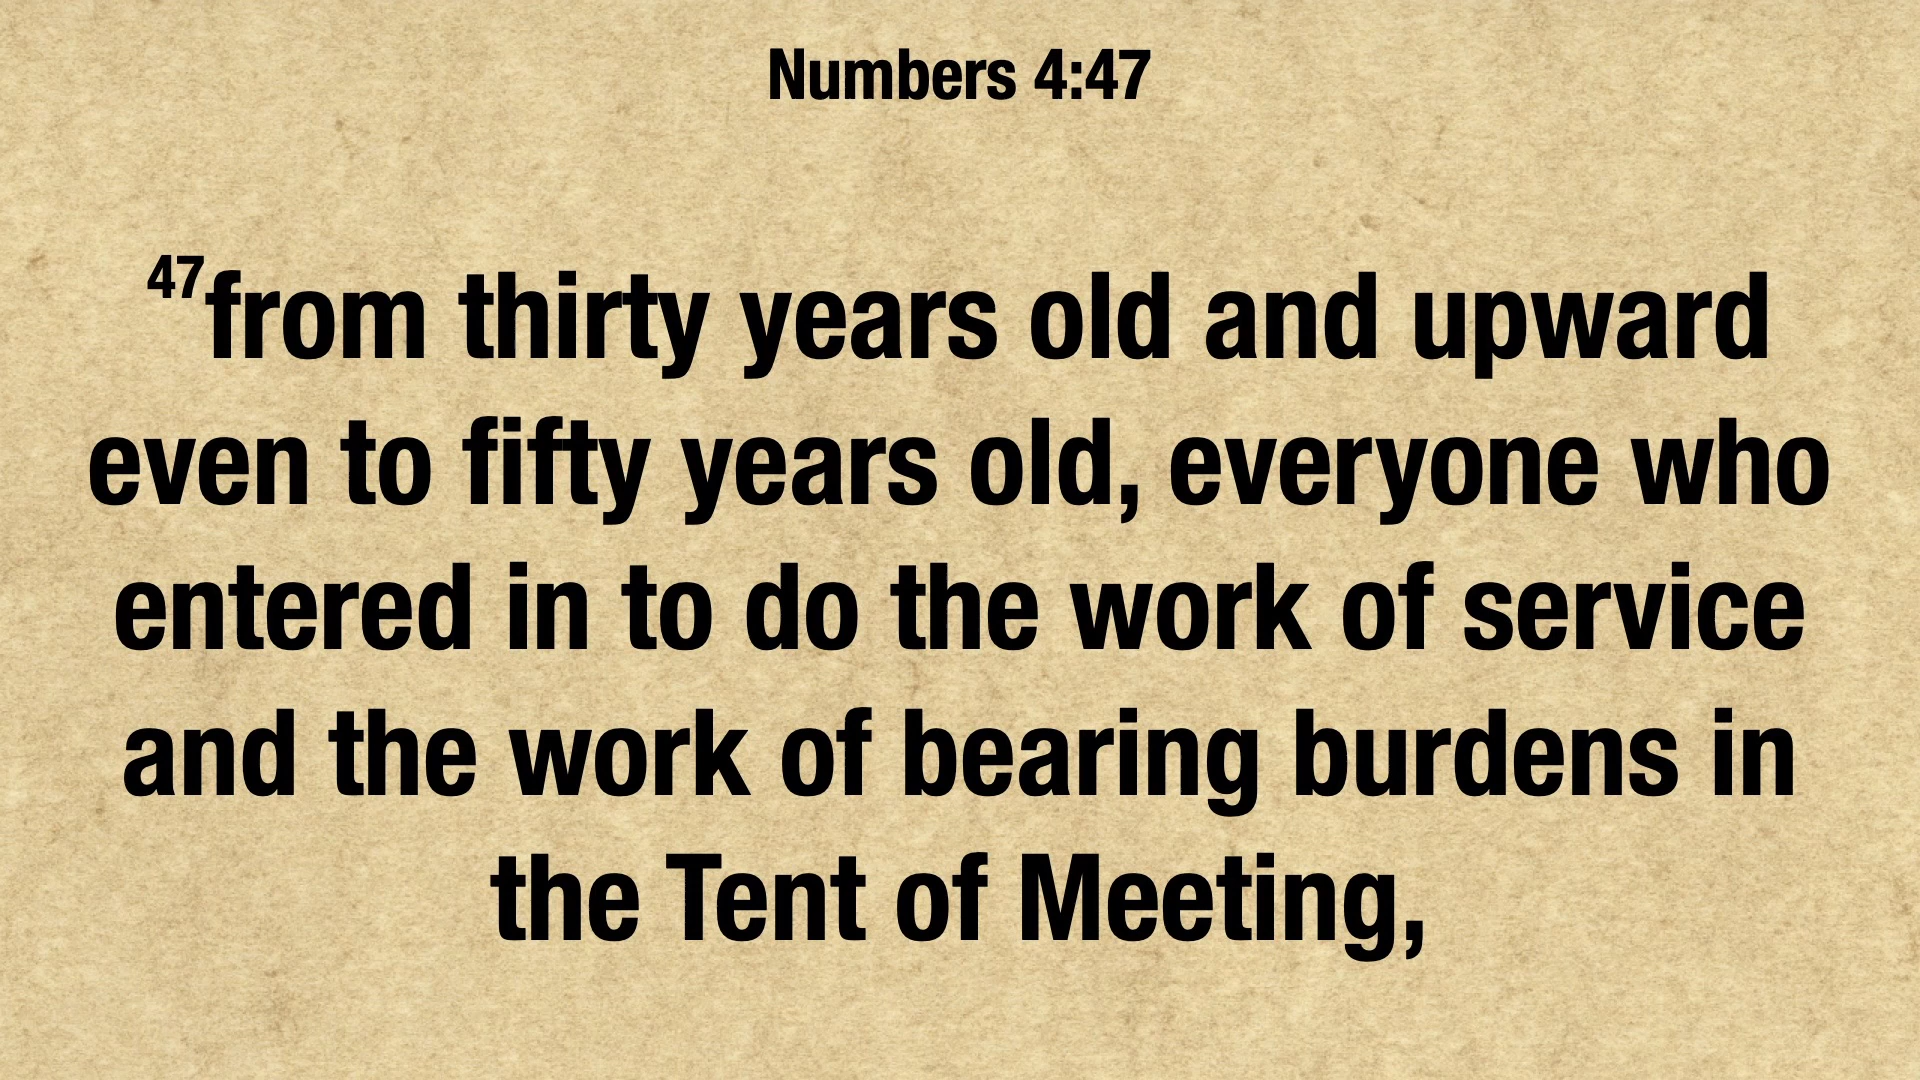 Numbers 4:47
47from thirty years old and upward
even to fifty years old, everyone who
entered in to do the work of service
and the work of bearing burdens in
the Tent of Meeting,